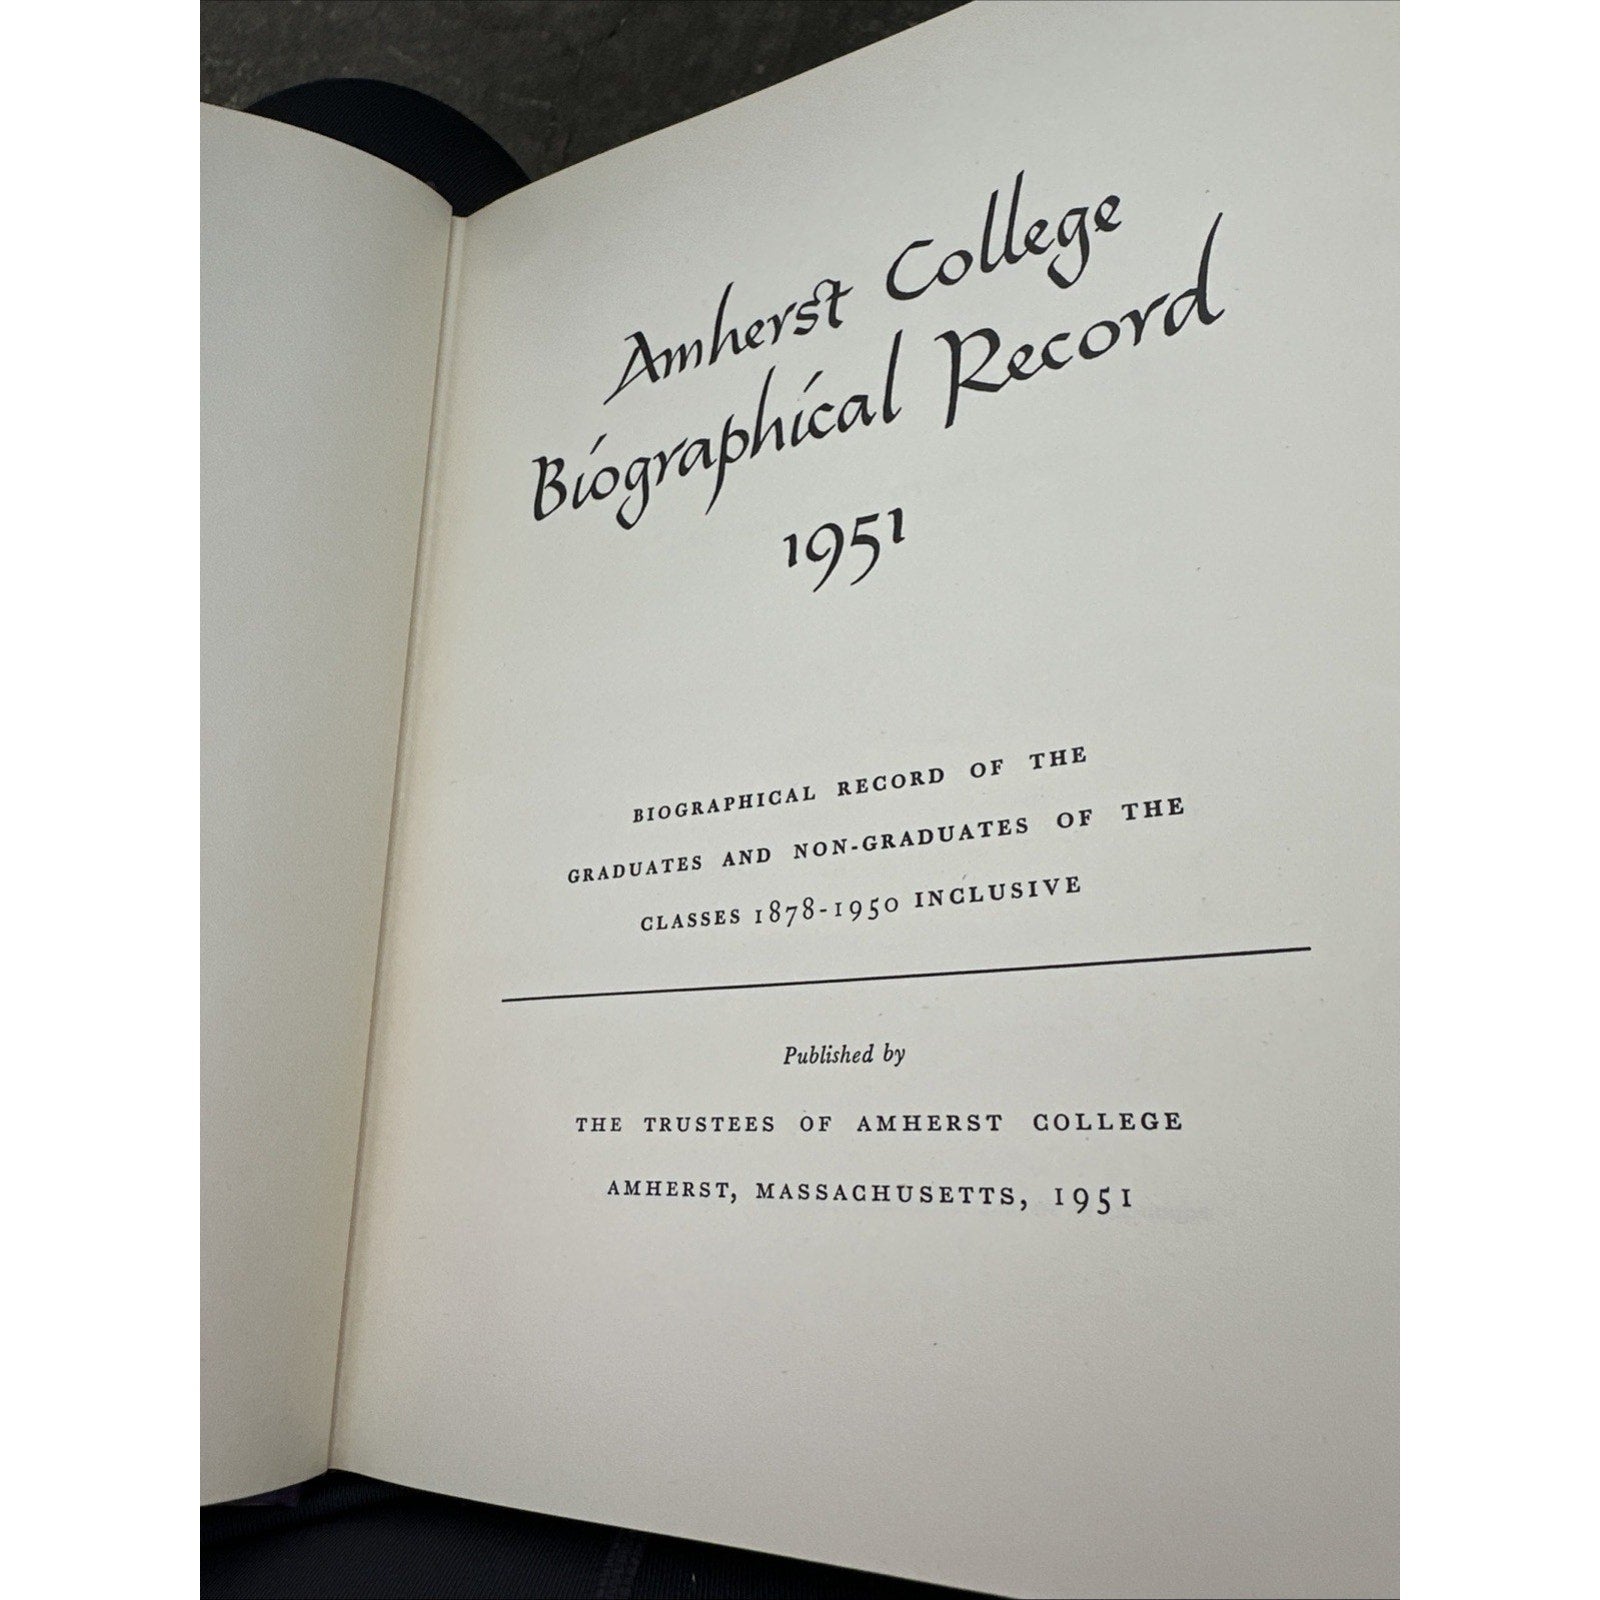 Amherst College
Biographical Record
1951
BIOGRAPHICAL RECORD OF THE
GRADUATES AND NON-GRADUATES OF THE
CLASSES 1878-1950 INCLUSIVE
Published by
THE TRUSTEES OF AMHERST COLLEGE
AMHERST, MASSACHUSETTS, 1951